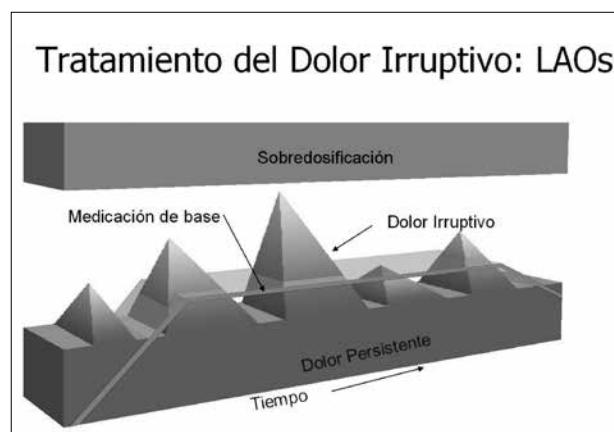 Tratamiento del Dolor Irruptivo: LAOs
Sobredosificación
Medicación de base
Dolor Irruptivo
Dolor Persistente
Tiempo